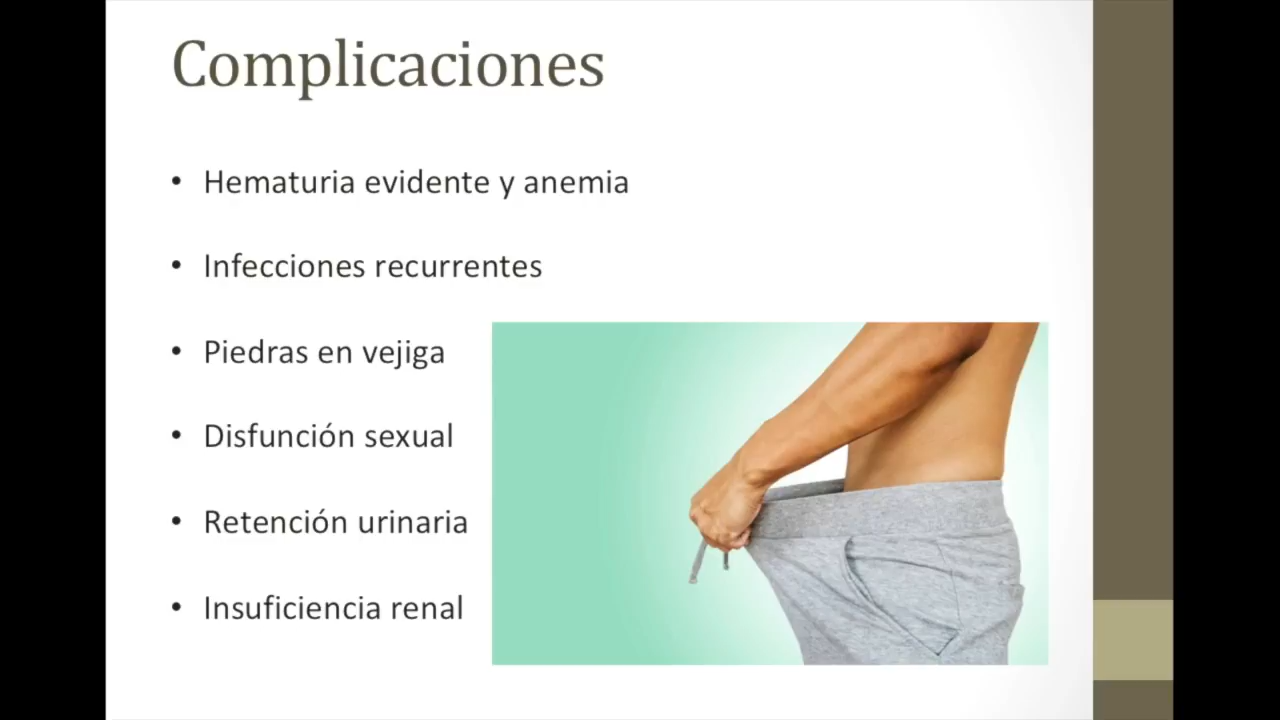 Complicaciones
• Hematuria evidente y anemia
• Infecciones recurrentes
• Piedras en vejiga
• Disfunción sexual
• Retención urinaria
• Insuficiencia renal